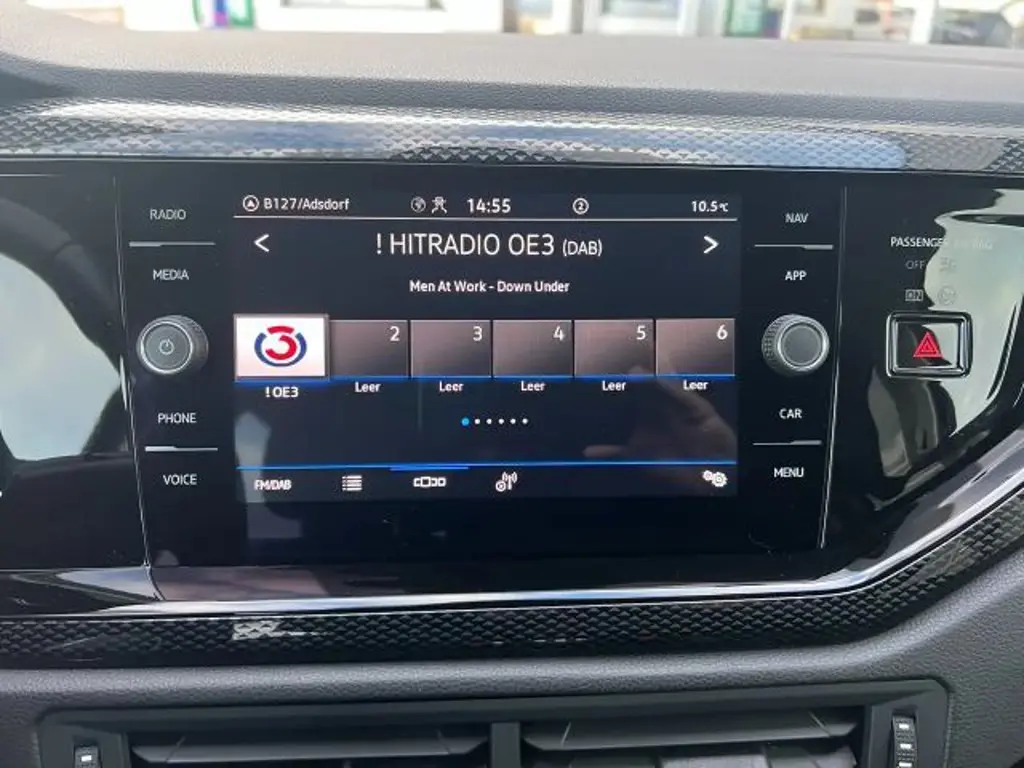 B127/Adsdorf 14:55 2 10.5°C
RADIO
NAV
! HITRADIO OE3 (DAB)
PASSENGER AIRBAG
OFF
MEDIA
APP
Men At Work - Down Under
3 2 3 4 5 6
! OE3 Leer Leer Leer Leer Leer
PHONE
CAR
VOICE
MENU
FM/DAB